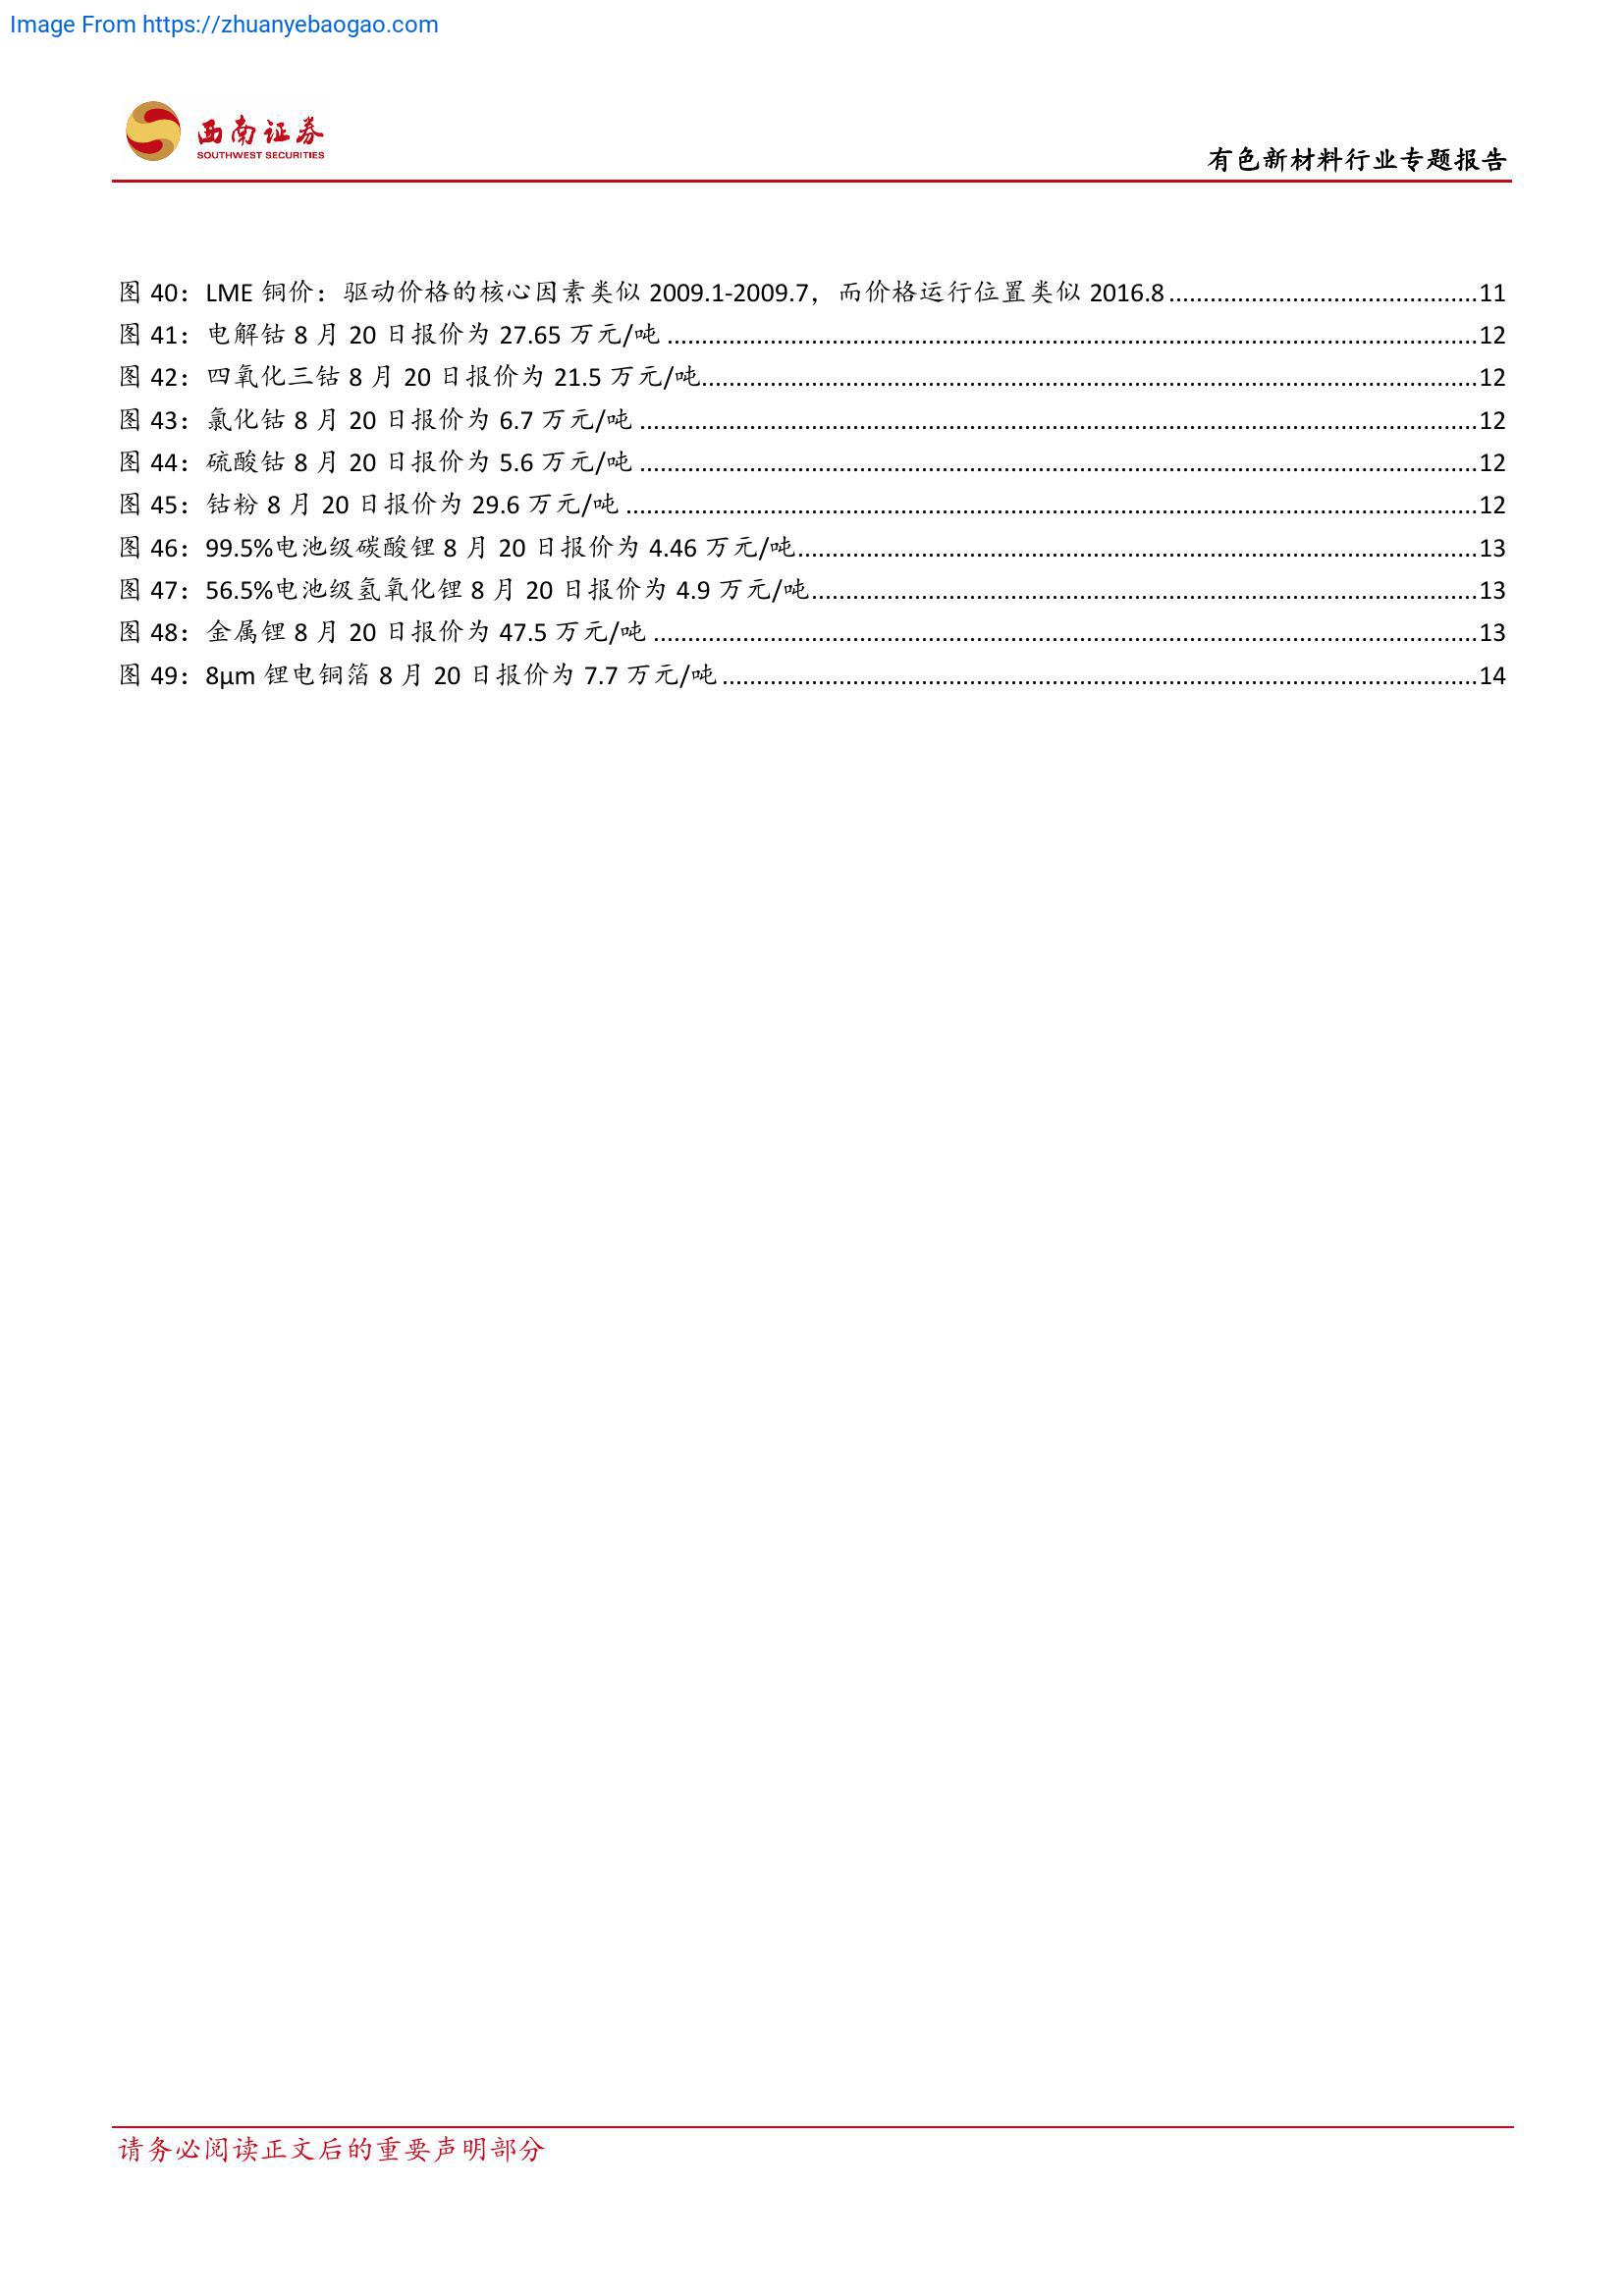 Image From https://zhuanyebaogao.com
西南证券
SOUTHWEST SECURITIES
有色新材料行业专题报告
图 40：LME 铜价：驱动价格的核心因素类似 2009.1-2009.7，而价格运行位置类似 2016.8 ............................................. 11
图 41：电解钴 8 月 20 日报价为 27.65 万元/吨 ............................................. 12
图 42：四氧化三钴 8 月 20 日报价为 21.5 万元/吨 ............................................. 12
图 43：氯化钴 8 月 20 日报价为 6.7 万元/吨 ............................................. 12
图 44：硫酸钴 8 月 20 日报价为 5.6 万元/吨 ............................................. 12
图 45：钴粉 8 月 20 日报价为 29.6 万元/吨 ............................................. 12
图 46：99.5%电池级碳酸锂 8 月 20 日报价为 4.46 万元/吨 ............................................. 13
图 47：56.5%电池级氢氧化锂 8 月 20 日报价为 4.9 万元/吨 ............................................. 13
图 48：金属锂 8 月 20 日报价为 47.5 万元/吨 ............................................. 13
图 49：8μm 锂电铜箔 8 月 20 日报价为 7.7 万元/吨 ............................................. 14
请务必阅读正文后的重要声明部分